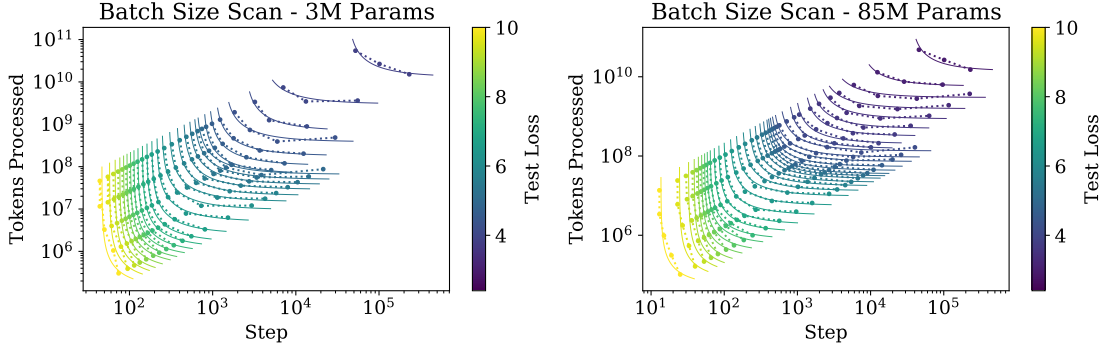 Batch Size Scan - 3M Params
Tokens Processed
10¹¹
10¹⁰
10⁹
10⁸
10⁷
10⁶
10² 10³ 10⁴ 10⁵
Step
10
8
6
4
Test Loss
Batch Size Scan - 85M Params
Tokens Processed
10¹⁰
10⁸
10⁶
10¹ 10² 10³ 10⁴ 10⁵
Step
10
8
6
4
Test Loss